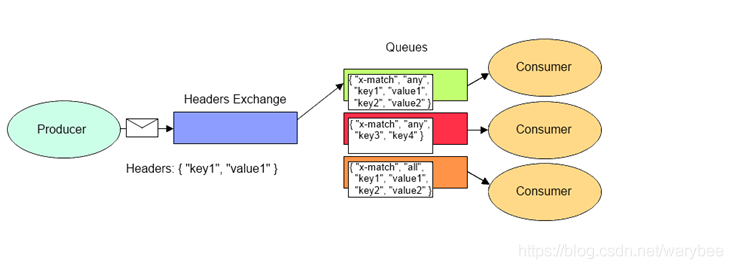 Queues
Headers Exchange
Producer
Headers: { "key1", "value1" }
{ "x-match", "any",
"key1", "value1",
"key2", "value2" }
Consumer
{ "x-match", "any",
"key3", "key4" }
Consumer
{ "x-match", "all",
"key1", "value1",
"key2", "value2" }
Consumer
https://blog.csdn.net/warybee